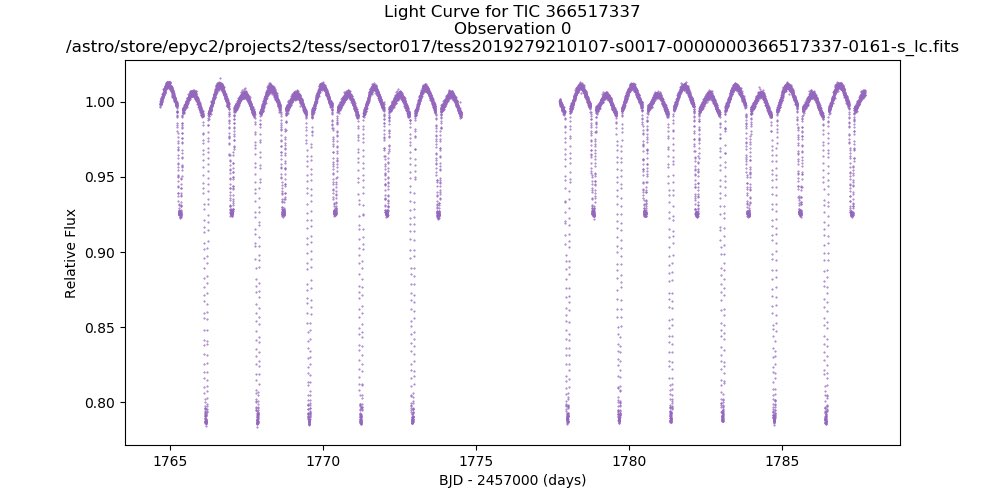 Light Curve for TIC 366517337
Observation 0
/astro/store/epyc2/projects2/tess/sector017/tess2019279210107-s0017-0000000366517337-0161-s_lc.fits
1.00
0.95
0.90
0.85
0.80
Relative Flux
1765
1770
1775
1780
1785
BJD - 2457000 (days)